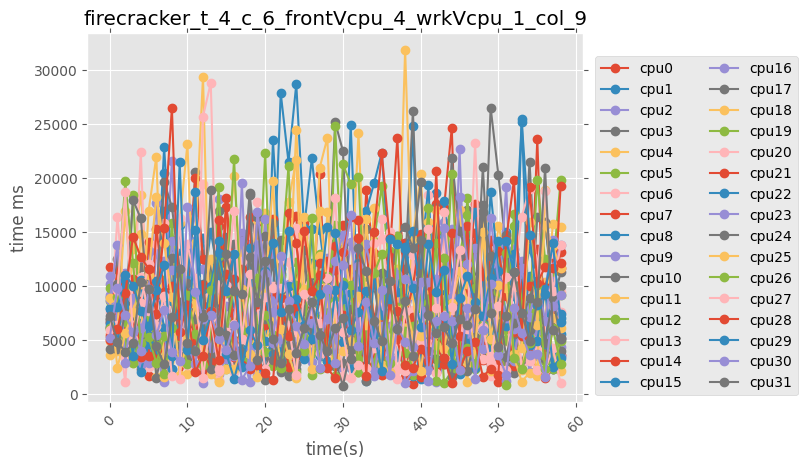 firecracker_t_4_c_6_frontVcpu_4_wrkVcpu_1_col_9
time ms
30000
25000
20000
15000
10000
5000
0
0
10
20
30
40
50
60
time(s)
cpu0
cpu1
cpu2
cpu3
cpu4
cpu5
cpu6
cpu7
cpu8
cpu9
cpu10
cpu11
cpu12
cpu13
cpu14
cpu15
cpu16
cpu17
cpu18
cpu19
cpu20
cpu21
cpu22
cpu23
cpu24
cpu25
cpu26
cpu27
cpu28
cpu29
cpu30
cpu31